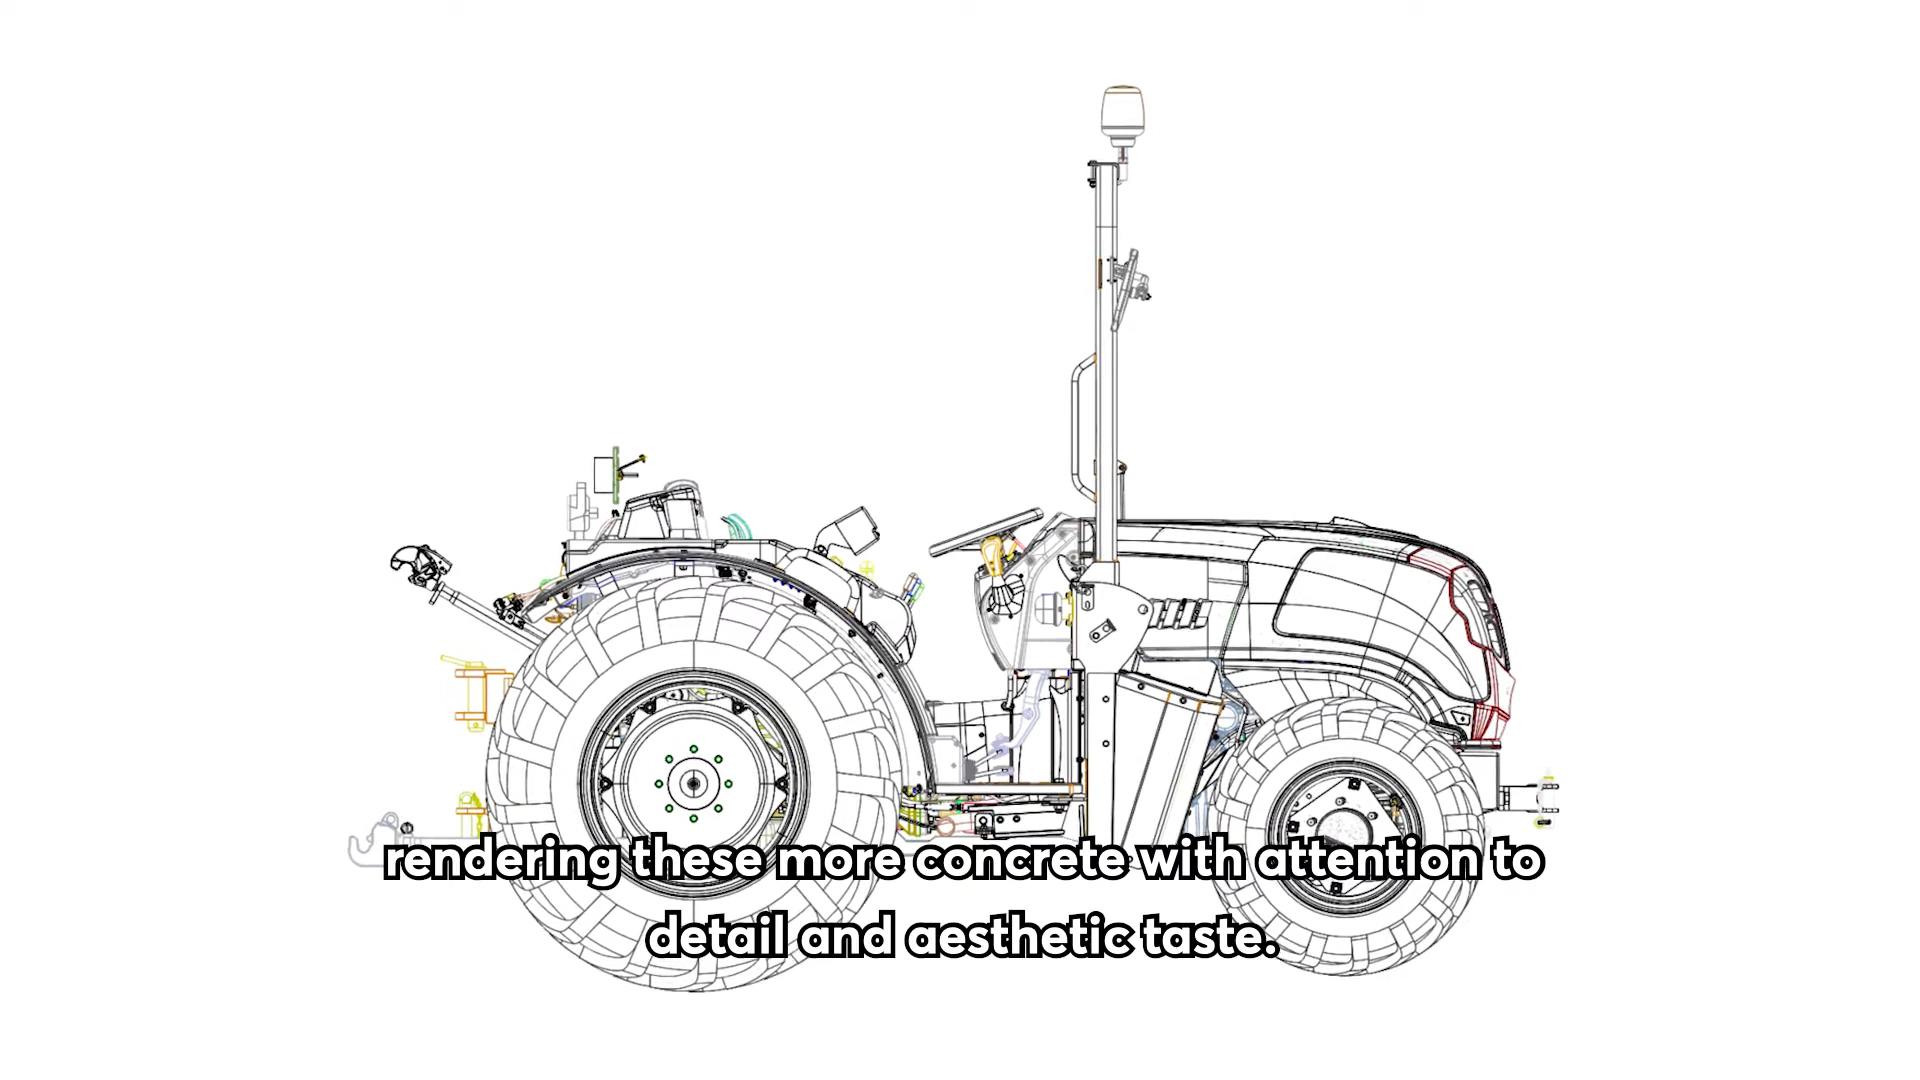 rendering these more concrete with attention to
detail and aesthetic taste.